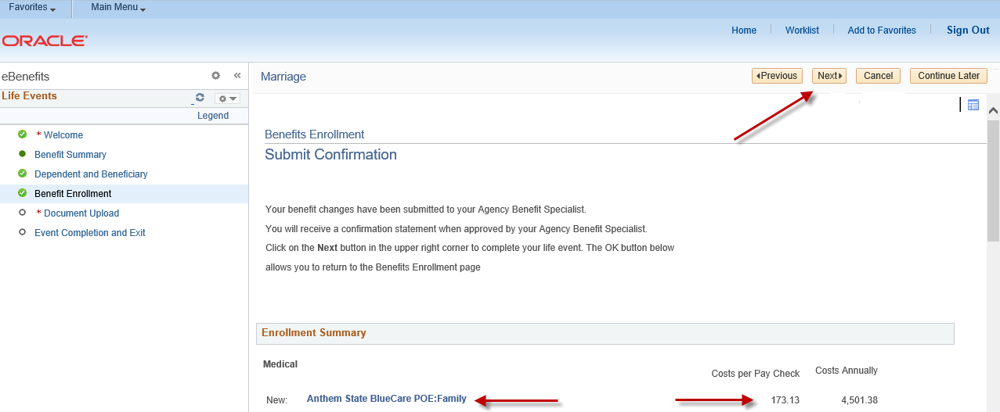 Favorites Main Menu
ORACLE
Home Worklist Add to Favorites Sign Out
eBenefits «
Life Events
Legend
* Welcome
Benefit Summary
Dependent and Beneficiary
Benefit Enrollment
* Document Upload
Event Completion and Exit
Marriage
Previous Next Cancel Continue Later
Benefits Enrollment
Submit Confirmation
Your benefit changes have been submitted to your Agency Benefit Specialist.
You will receive a confirmation statement when approved by your Agency Benefit Specialist.
Click on the Next button in the upper right corner to complete your life event. The OK button below
allows you to return to the Benefits Enrollment page
Enrollment Summary
Medical
Costs per Pay Check Costs Annually
New: Anthem State BlueCare POE:Family 173.13 4,501.38